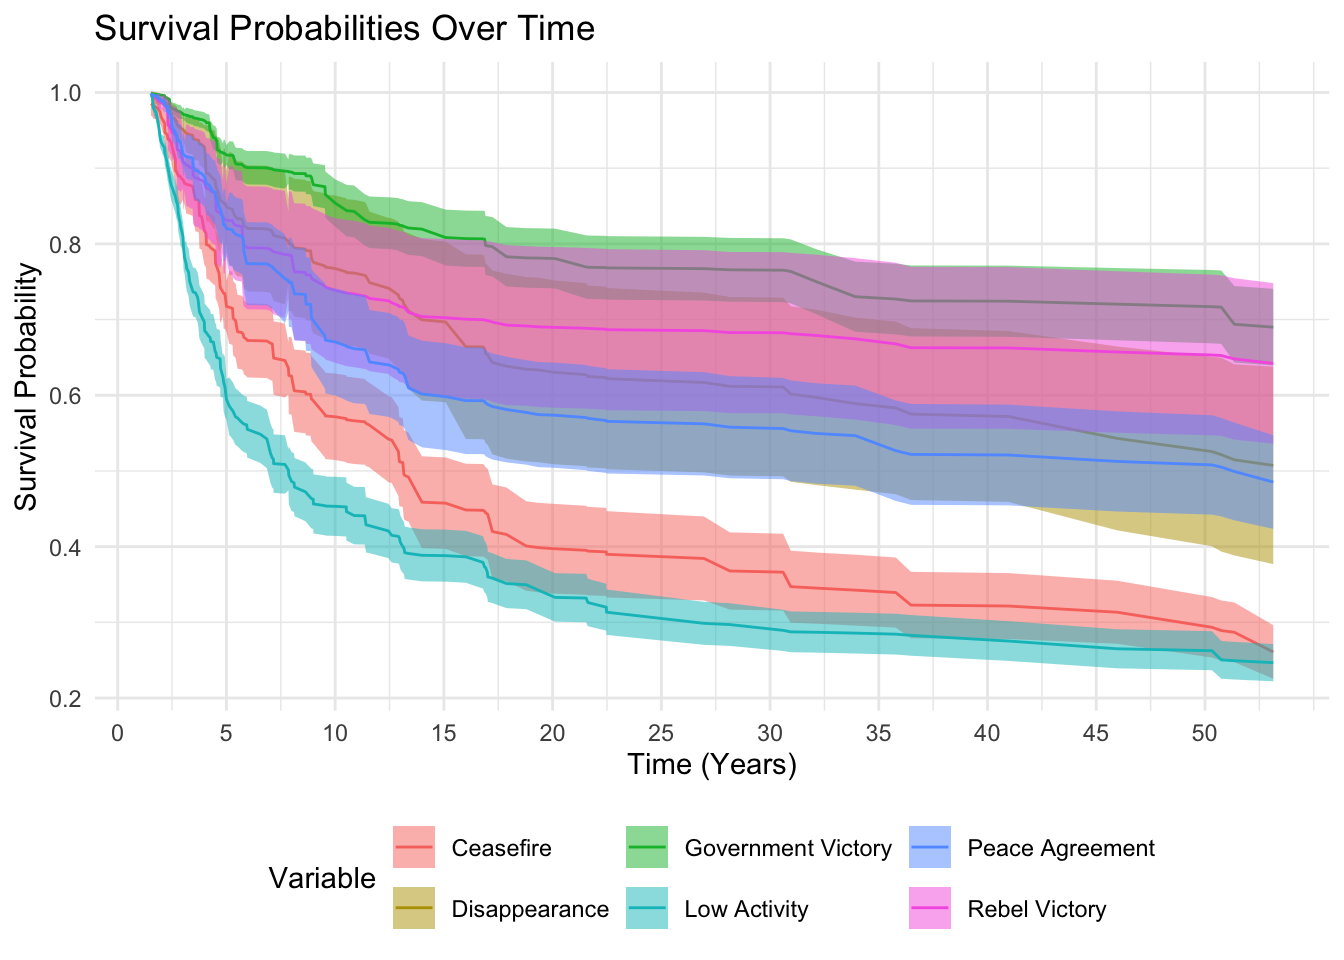 Survival Probabilities Over Time
1.0
0.8
0.6
0.4
0.2
Survival Probability
0 5 10 15 20 25 30 35 40 45 50
Time (Years)
Variable
Ceasefire Government Victory Peace Agreement
Disappearance Low Activity Rebel Victory